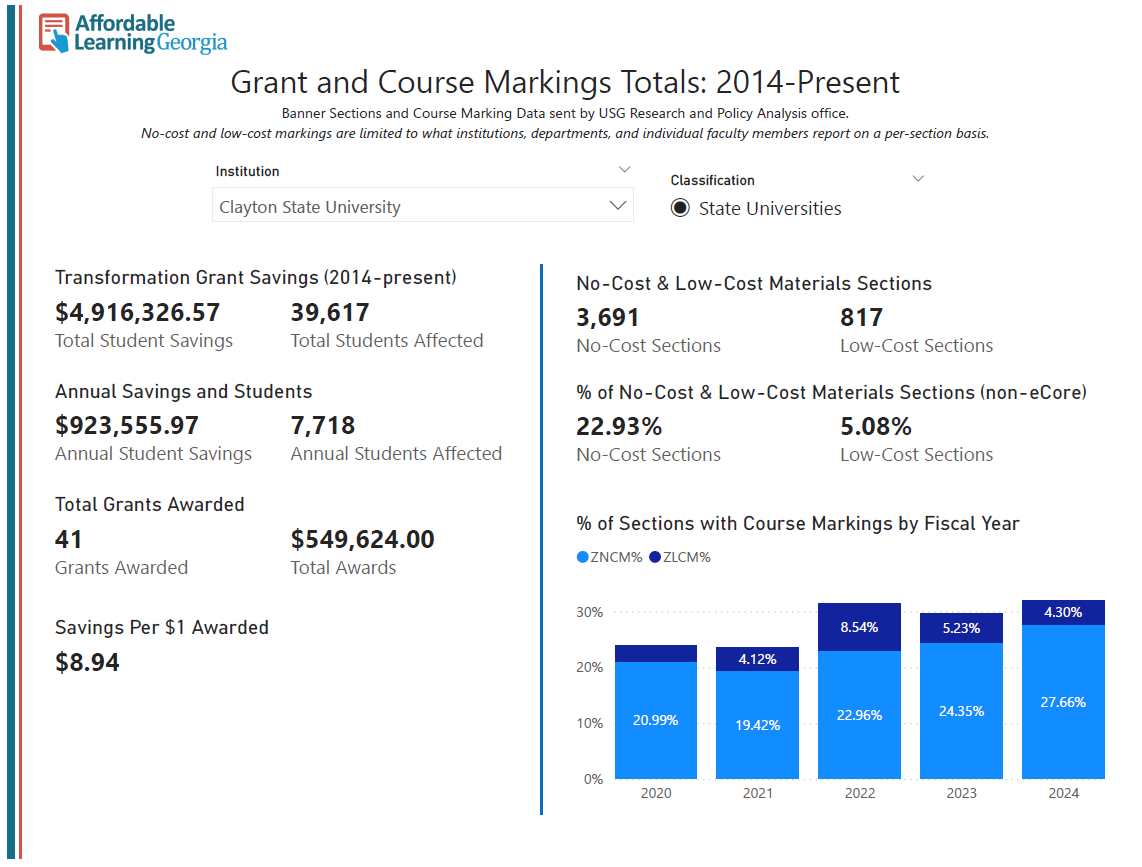 Affordable
LearningGeorgia
Grant and Course Markings Totals: 2014-Present
Banner Sections and Course Marking Data sent by USG Research and Policy Analysis office.
No-cost and low-cost markings are limited to what institutions, departments, and individual faculty members report on a per-section basis.
Institution
Clayton State University
Classification
State Universities
Transformation Grant Savings (2014-present)
$4,916,326.57 39,617
Total Student Savings Total Students Affected
Annual Savings and Students
$923,555.97 7,718
Annual Student Savings Annual Students Affected
Total Grants Awarded
41 $549,624.00
Grants Awarded Total Awards
Savings Per $1 Awarded
$8.94
No-Cost & Low-Cost Materials Sections
3,691 817
No-Cost Sections Low-Cost Sections
% of No-Cost & Low-Cost Materials Sections (non-eCore)
22.93% 5.08%
No-Cost Sections Low-Cost Sections
% of Sections with Course Markings by Fiscal Year
ZNCM% ZLCM%
30%
20%
10%
0%
4.12% 8.54% 5.23% 4.30%
20.99% 19.42% 22.96% 24.35% 27.66%
2020 2021 2022 2023 2024